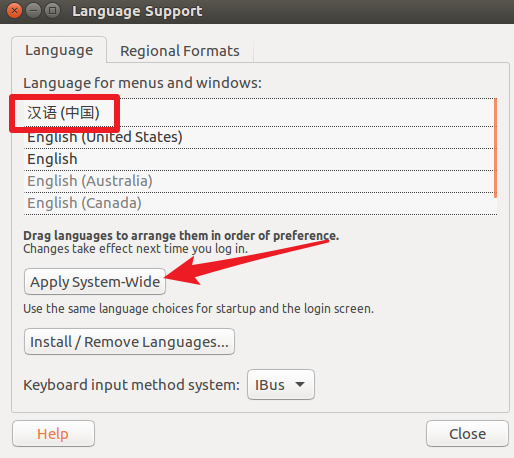 Language Support
Language
Regional Formats
Language for menus and windows:
汉语 (中国)
English (United States)
English
English (Australia)
English (Canada)
Drag languages to arrange them in order of preference.
Changes take effect next time you log in.
Apply System-Wide
Use the same language choices for startup and the login screen.
Install / Remove Languages...
Keyboard input method system: IBus
Help
Close